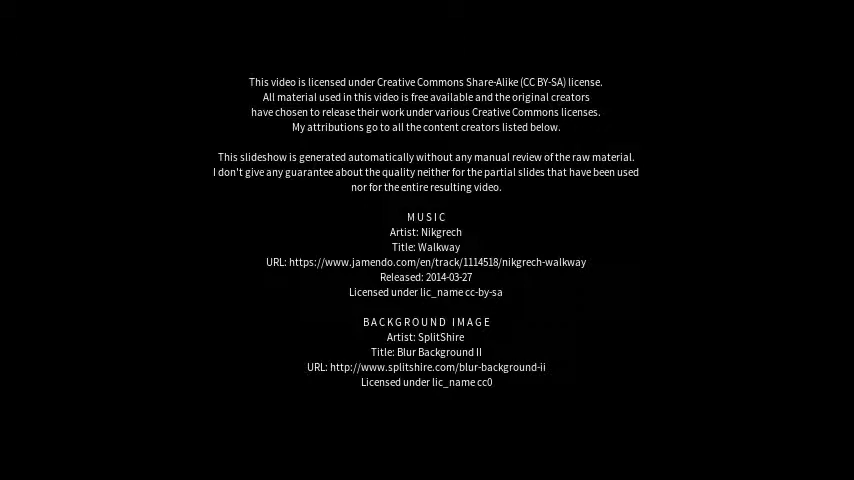 This video is licensed under Creative Commons Share-Alike (CC BY-SA) license.
All material used in this video is free available and the original creators
have chosen to release their work under various Creative Commons licenses.
My attributions go to all the content creators listed below.
This slideshow is generated automatically without any manual review of the raw material.
I don't give any guarantee about the quality neither for the partial slides that have been used
nor for the entire resulting video.
M U S I C
Artist: Nikgrech
Title: Walkway
URL: https://www.jamendo.com/en/track/1114518/nikgrech-walkway
Released: 2014-03-27
Licensed under lic_name cc-by-sa
B A C K G R O U N D   I M A G E
Artist: SplitShire
Title: Blur Background II
URL: http://www.splitshire.com/blur-background-ii
Licensed under lic_name cc0